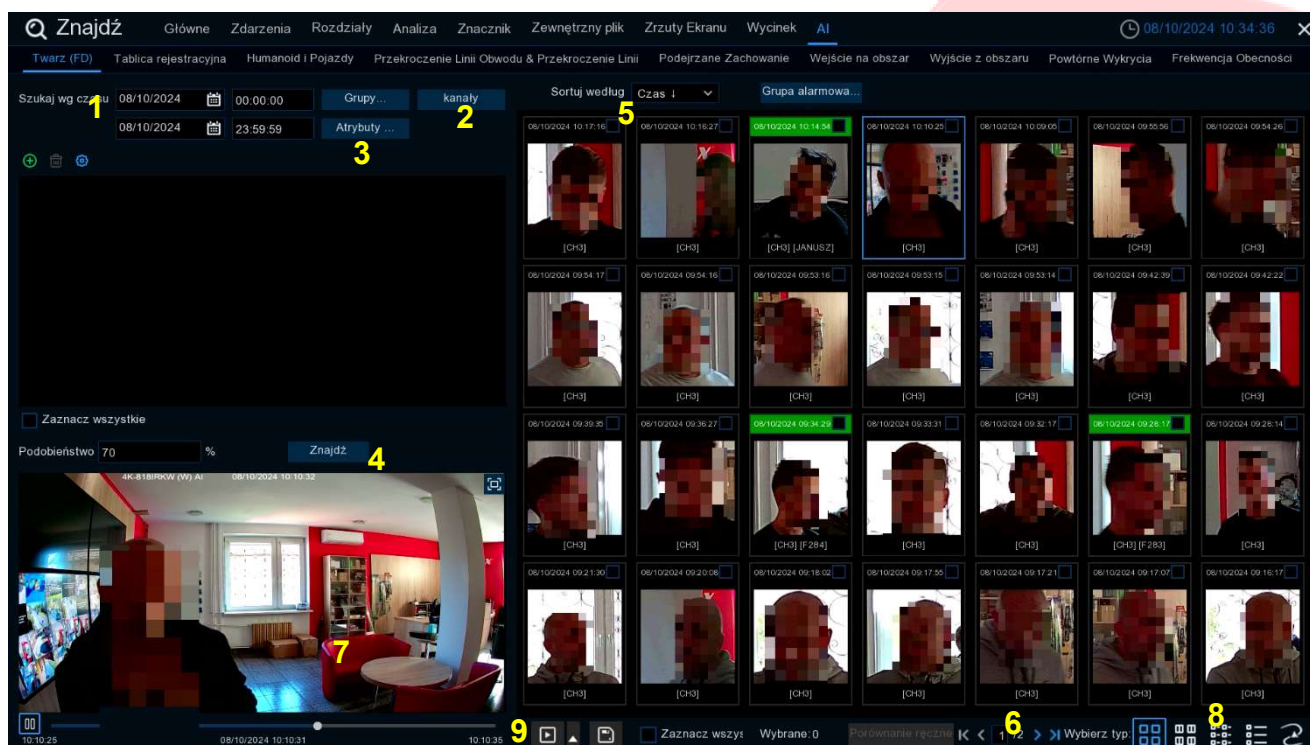 Znajdź Główne Zdarzenia Rozdziały Analiza Znacznik Zewnętrzny plik Zrzuty Ekranu Wycinek AI 08/10/2024 10:34:36
Twarz (FD) Tablica rejestracyjna Humanoid i Pojazdy Przekroczenie Linii Obwodu & Przekroczenie Linii Podejrzane Zachowanie Wejście na obszar Wyjście z obszaru Powtórne Wykrycia Frekwencja Obecności
Szukaj wg czasu 08/10/2024 00:00:00 Grupy... kanały
1 2
08/10/2024 23:59:59 Atrybuty ...
3
Zaznacz wszystkie
Podobieństwo 70 % Znajdź 4
4K-818IRKW (W) AI 08/10/2024 10:10:32
7
10:10:25 08/10/2024 10:10:31 10:10:35
Sortuj według Czas ↓ Grupa alarmowa...
5
08/10/2024 10:17:16 08/10/2024 10:16:27 08/10/2024 10:14:54 08/10/2024 10:10:25 08/10/2024 10:09:05 08/10/2024 09:55:56 08/10/2024 09:54:26
[CH3] [CH3] [CH3] [JANUSZ] [CH3] [CH3] [CH3] [CH3]
08/10/2024 09:54:17 08/10/2024 09:54:16 08/10/2024 09:53:16 08/10/2024 09:53:15 08/10/2024 09:53:14 08/10/2024 09:42:39 08/10/2024 09:42:22
[CH3] [CH3] [CH3] [CH3] [CH3] [CH3] [CH3]
08/10/2024 09:39:35 08/10/2024 09:36:27 08/10/2024 09:34:29 08/10/2024 09:33:31 08/10/2024 09:32:17 08/10/2024 09:28:17 08/10/2024 09:28:14
[CH3] [CH3] [CH3] [F284] [CH3] [CH3] [CH3] [F283] [CH3]
08/10/2024 09:21:30 08/10/2024 09:20:08 08/10/2024 09:18:02 08/10/2024 09:17:55 08/10/2024 09:17:21 08/10/2024 09:17:07 08/10/2024 09:16:17
[CH3] [CH3] [CH3] [CH3] [CH3] [CH3] [CH3]
9 Zaznacz wszys Wybrane: 0 Porównanie ręczne 1 /2 Wybierz typ:
6 8